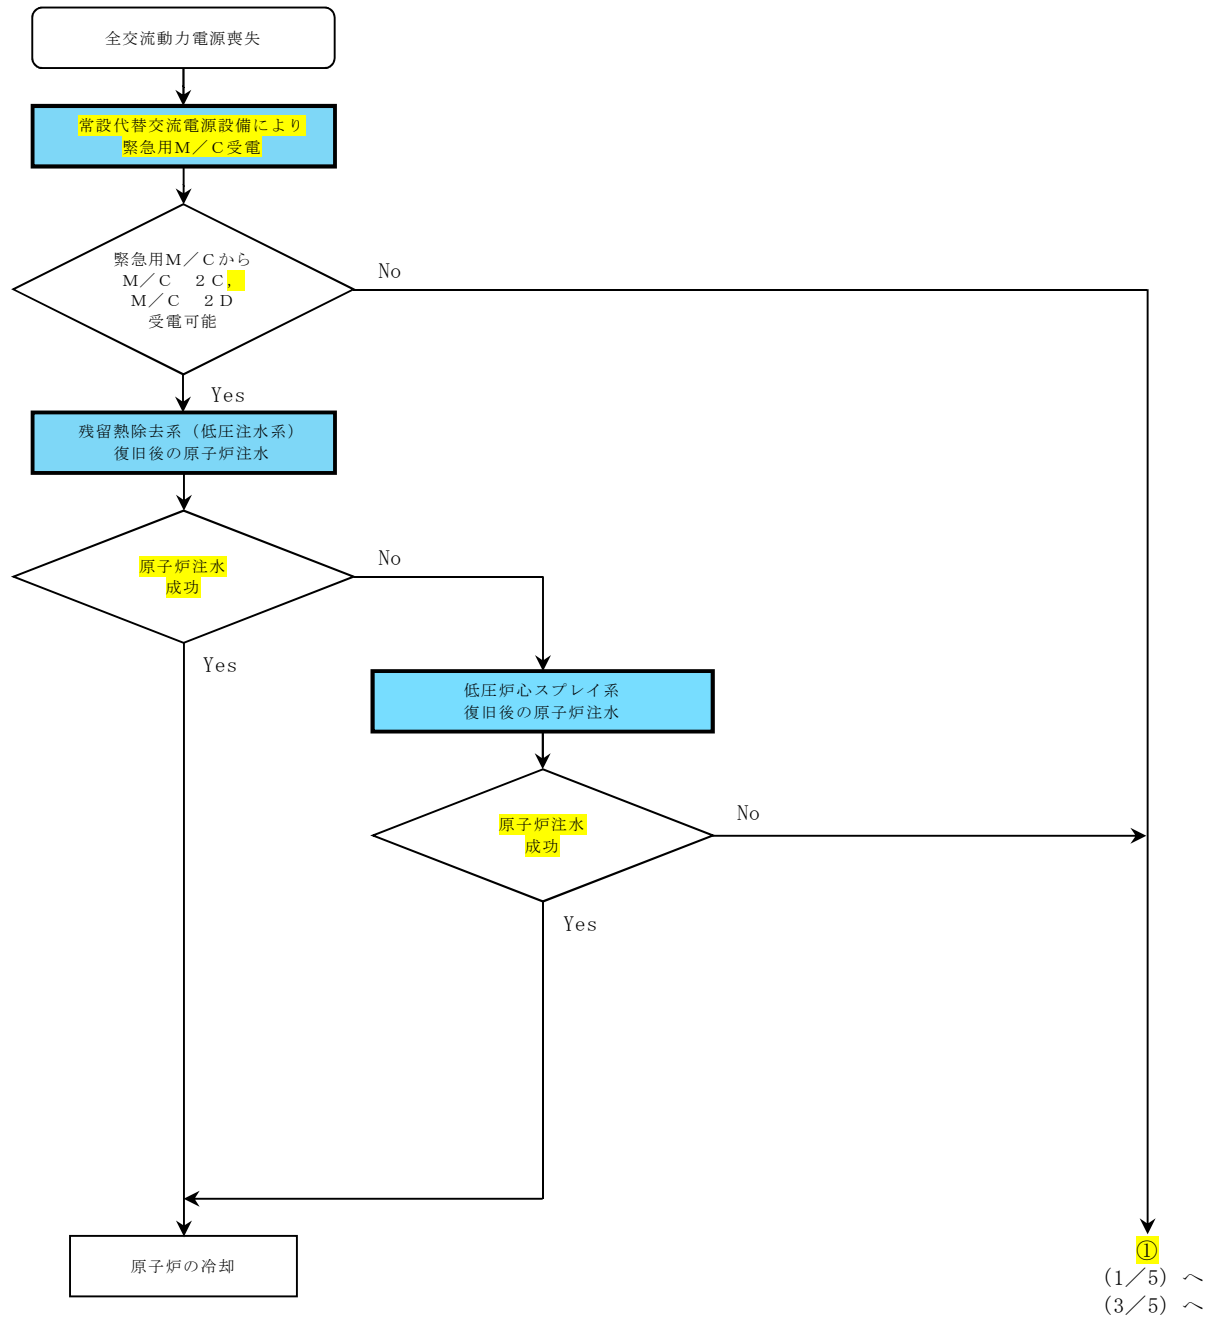 全交流動力電源喪失
常設代替交流電源設備により
緊急用Ｍ／Ｃ受電
緊急用Ｍ／Ｃから
Ｍ／Ｃ　２Ｃ，
Ｍ／Ｃ　２Ｄ
受電可能
No
Yes
残留熱除去系（低圧注水系）
復旧後の原子炉注水
原子炉注水
成功
No
Yes
低圧炉心スプレイ系
復旧後の原子炉注水
原子炉注水
成功
No
Yes
原子炉の冷却
①
(1／5) へ
(3／5) へ